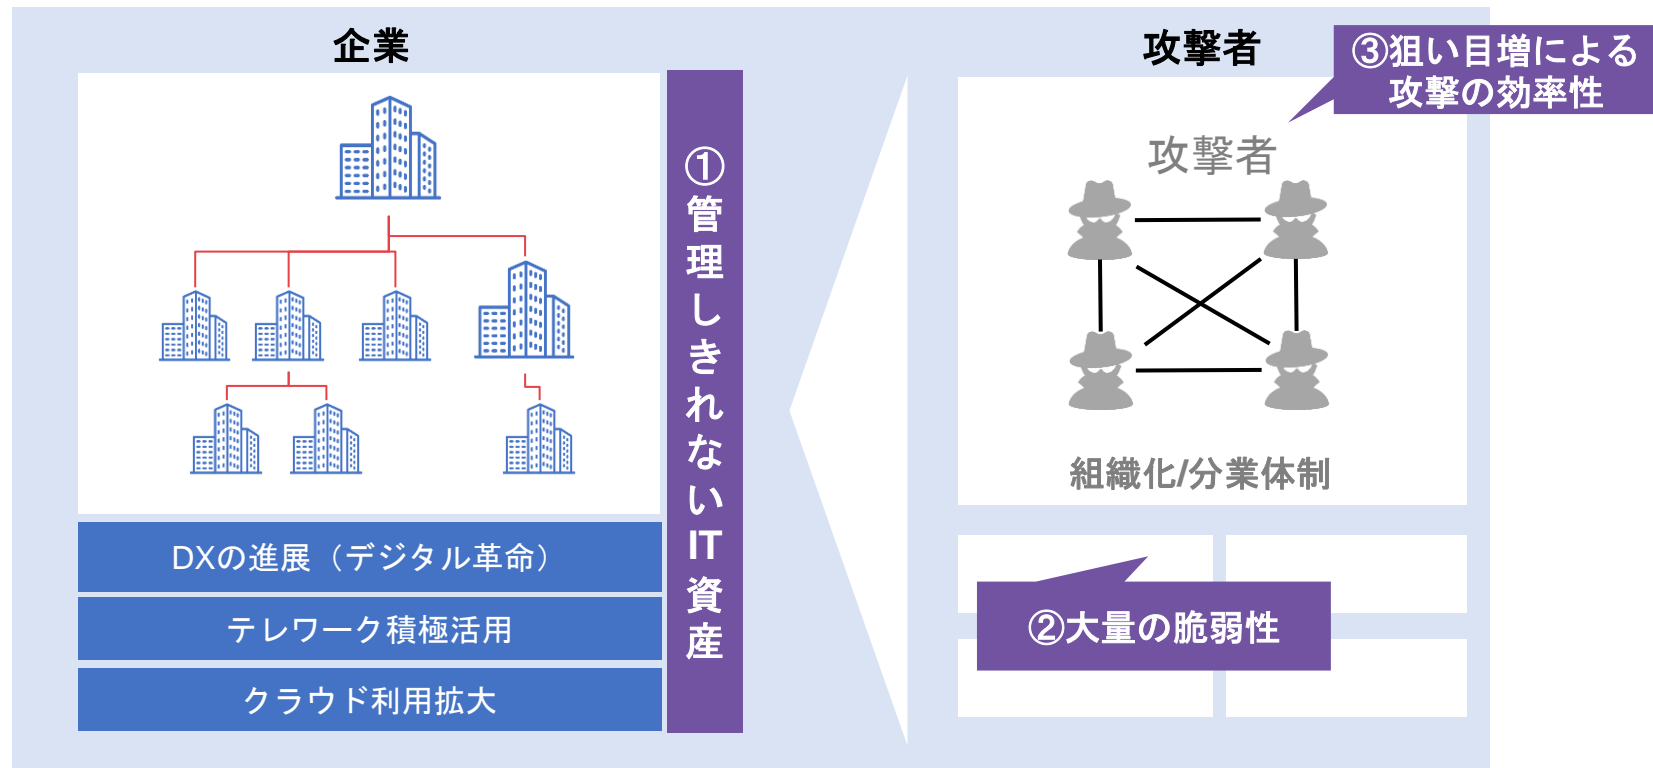 企業
①管理しきれないIT資産
DXの進展（デジタル革命）
テレワーク積極活用
クラウド利用拡大
攻撃者
③狙い目増による
攻撃の効率性
攻撃者
組織化/分業体制
②大量の脆弱性